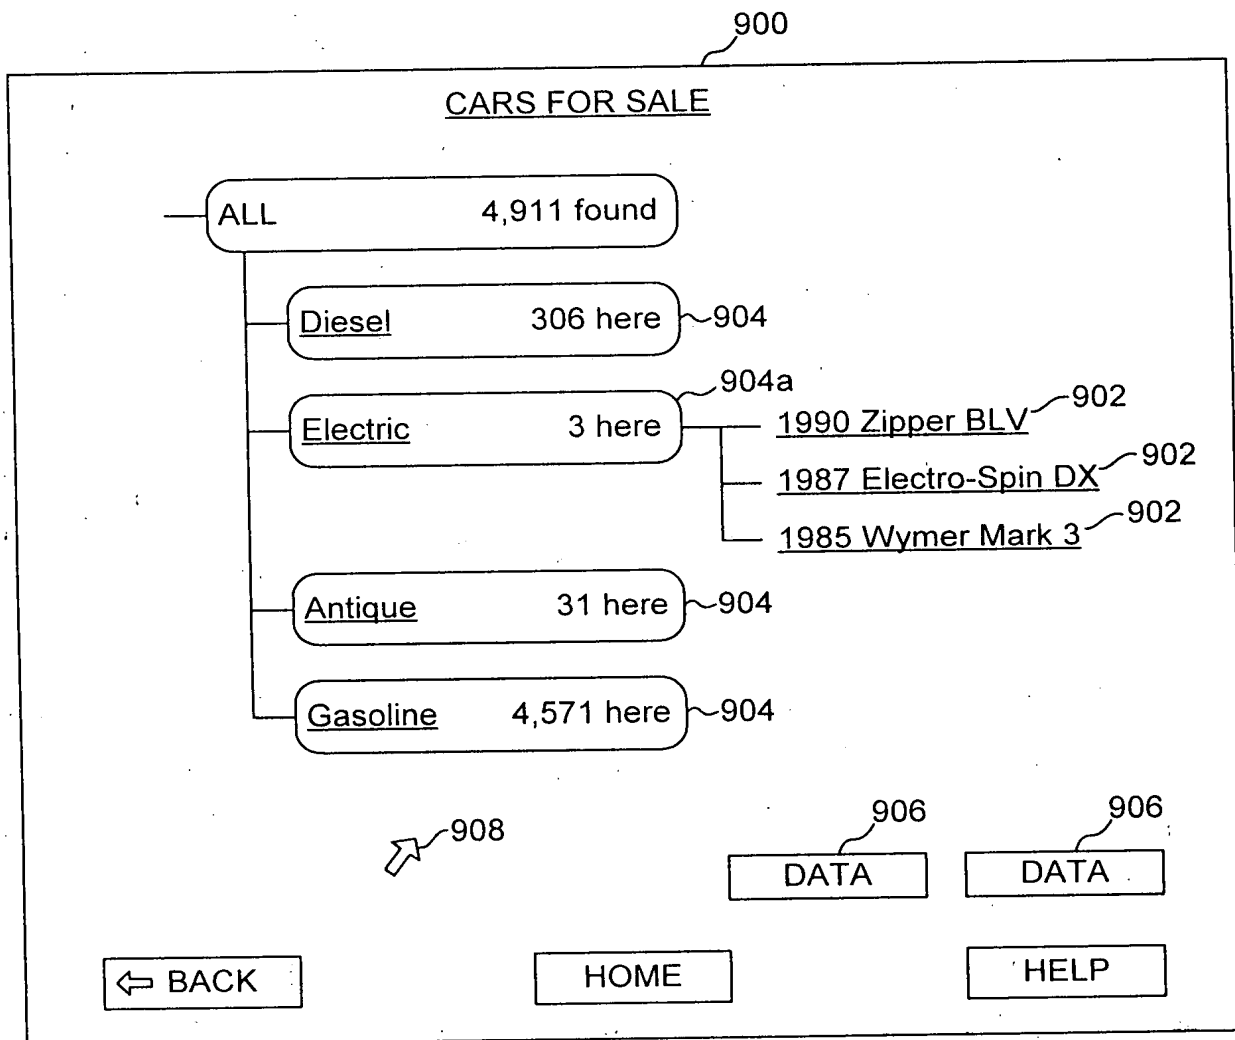 900
CARS FOR SALE
ALL 4,911 found
Diesel 306 here 904
904a
Electric 3 here 1990 Zipper BLV 902
1987 Electro-Spin DX 902
1985 Wymer Mark 3 902
Antique 31 here 904
Gasoline 4,571 here 904
908
906 906
DATA DATA
BACK HOME HELP